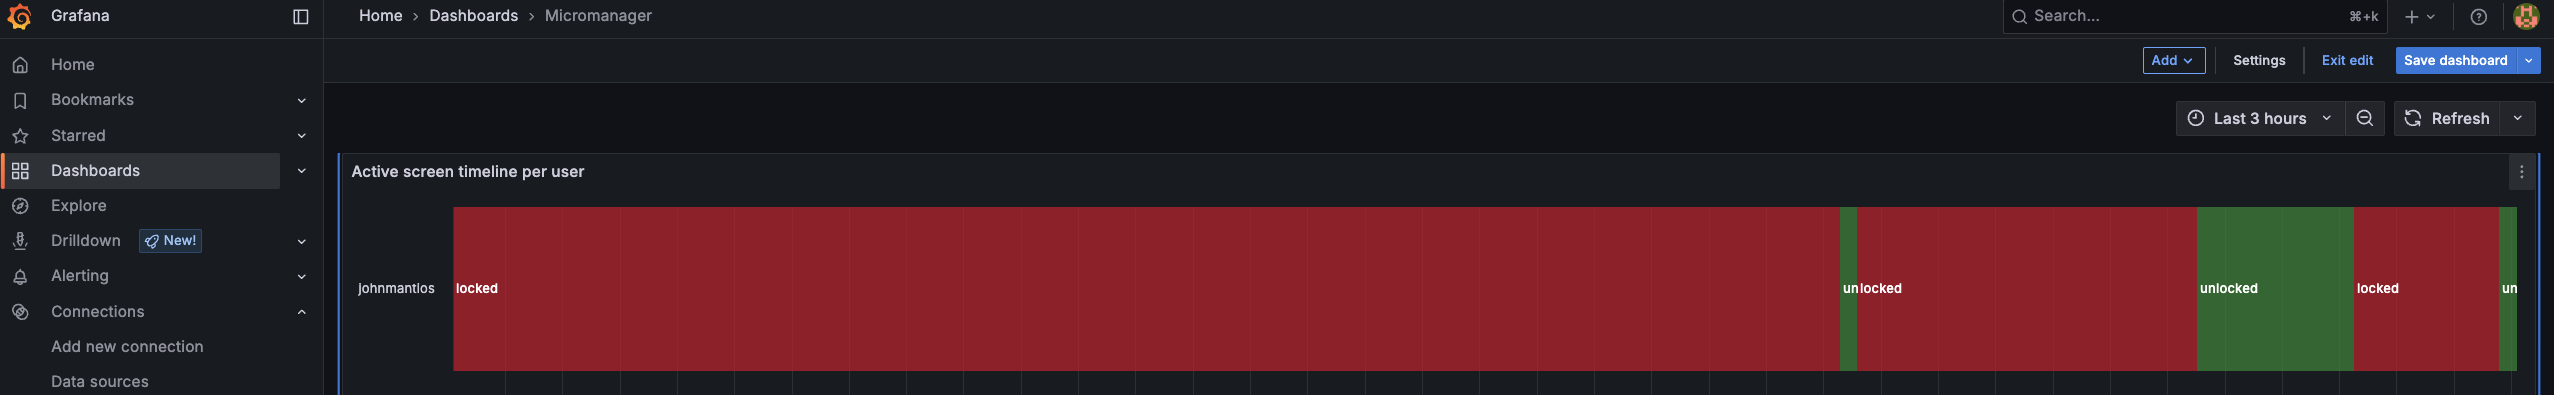 Grafana
Home › Dashboards › Micromanager
Search...
⌘+k
Add
Settings
Exit edit
Save dashboard
Home
Bookmarks
Starred
Dashboards
Explore
Drilldown
New!
Alerting
Connections
Add new connection
Data sources
Last 3 hours
Refresh
Active screen timeline per user
johnmantios
locked
un
locked
unlocked
locked
un